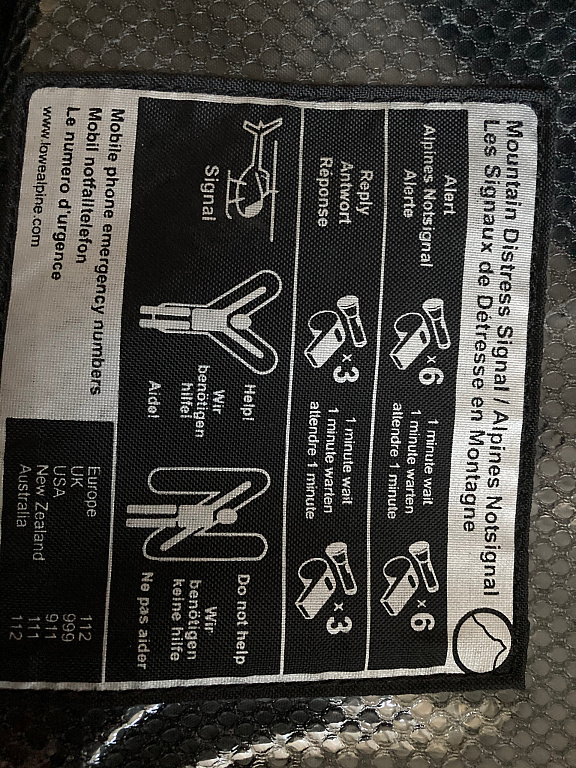 Mountain Distress Signal / Alpines Notsignal
Les Signaux de Détresse en Montagne
Alert
Alpines Notsignal
Alerte
x6
1 minute wait
1 minute warten
attendre 1 minute
x6
Reply
Antwort
Réponse
x3
1 minute wait
1 minute warten
attendre 1 minute
x3
Signal
Help!
Wir
benötigen
hilfe!
Aide!
Do not help
Wir
benötigen
keine hilfe
Ne pas aider
Mobile phone emergency numbers
Mobil notfalltelefon
Le numero d'urgence
www.lowealpine.com
Europe 112
UK 999
USA 911
New Zealand 111
Australia 112